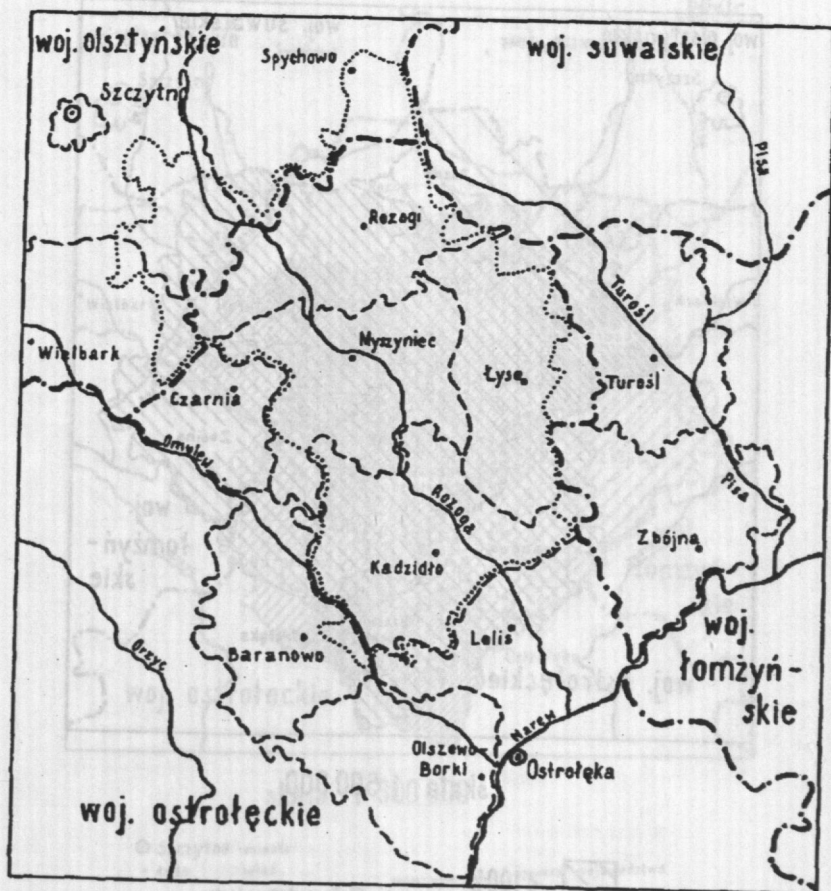 woj. olsztyńskie
woj. suwalskie
Spychowo
Szczytno
Pisa
Rozogi
Turośl
Wielbark
Myszyniec
Łyse
Turośl
Czarnia
Omulew
Rozoga
Pisa
Zbójna
Kadzidło
Baranowo
Lelis
Orzyc
woj.
łomżyń-
skie
Narew
Olszewo-
Borki
Ostrołęka
woj. ostrołęckie